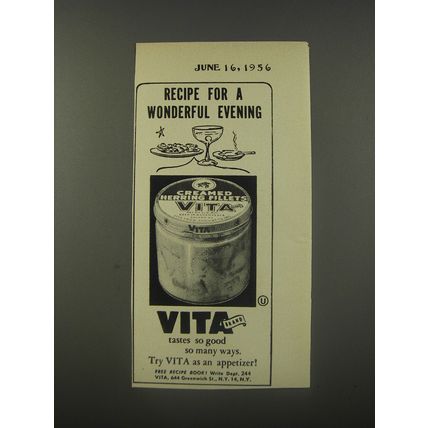 JUNE 16, 1956
RECIPE FOR A
WONDERFUL EVENING
CREAMED
HERRING FILLETS
VITA
VITA
U
VITA
BRAND
tastes so good
so many ways.
Try VITA as an appetizer!
FREE RECIPE BOOK! Write Dept. 244
VITA, 644 Greenwich St., N.Y. 14, N.Y.